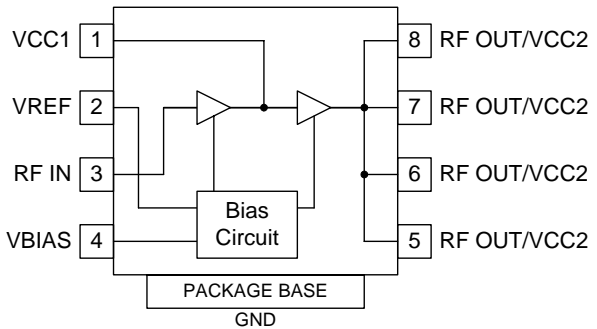 VCC1 1
VREF 2
RF IN 3
VBIAS 4
Bias
Circuit
8 RF OUT/VCC2
7 RF OUT/VCC2
6 RF OUT/VCC2
5 RF OUT/VCC2
PACKAGE BASE
GND